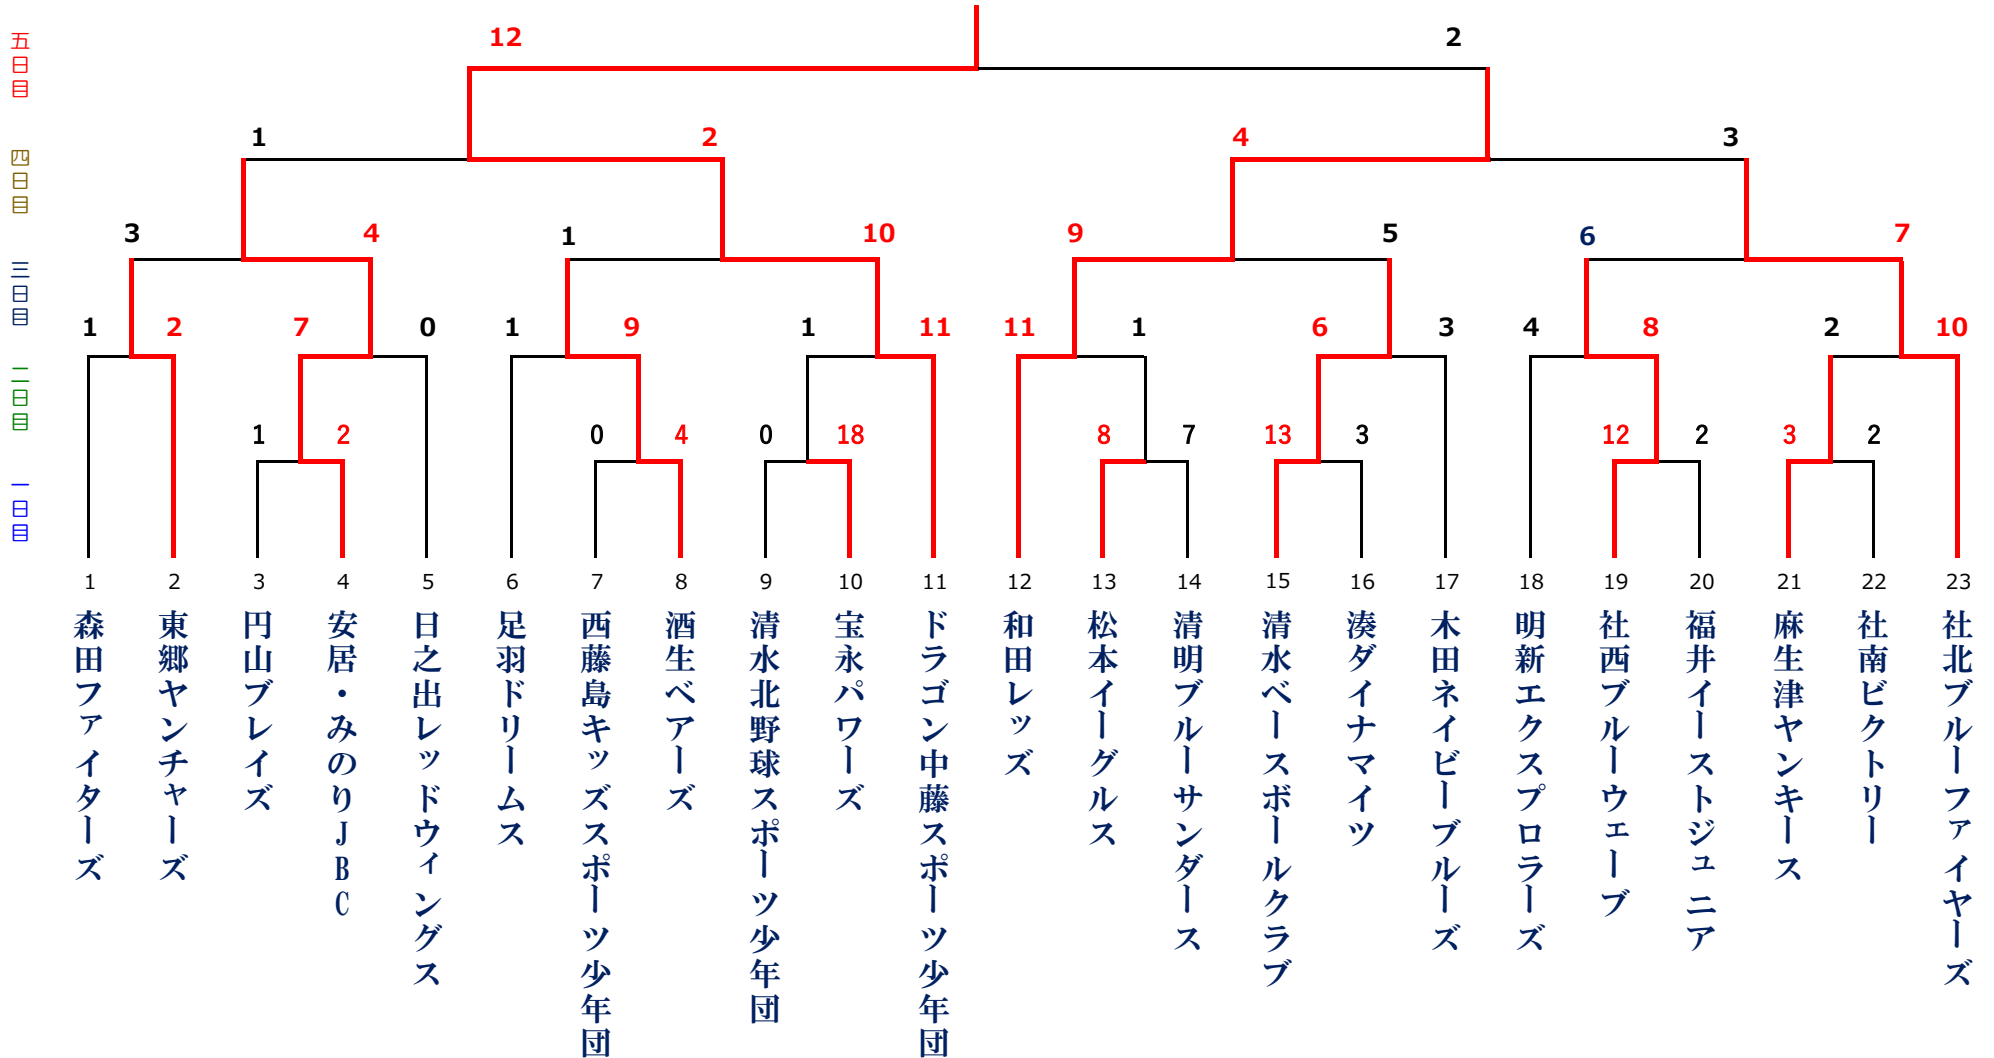 12 2
五日目
1 2 4 3
四日目
3 4 1 10 9 5 6 7
三日目
1 2 7 0 1 9 1 11 11 1 6 3 4 8 2 10
二日目
1 2 0 4 0 18 8 7 13 3 12 2 3 2
一日目
1 2 3 4 5 6 7 8 9 10 11 12 13 14 15 16 17 18 19 20 21 22 23
森田ファイターズ
東郷ヤンチャーズ
円山ブレイズ
安居・みのりJBC
日之出レッドウィングス
足羽ドリームス
西藤島キッズスポーツ少年団
酒生ベアーズ
清水北野球スポーツ少年団
宝永パワーズ
ドラゴン中藤スポーツ少年団
和田レッズ
松本イーグルス
清明ブルーサンダース
清水ベースボールクラブ
湊ダイナマイツ
木田ネイビーブルーズ
明新エクスプロラーズ
社西ブルーウェーブ
福井イーストジュニア
麻生津ヤンキース
社南ビクトリー
社北ブルーファイヤーズ